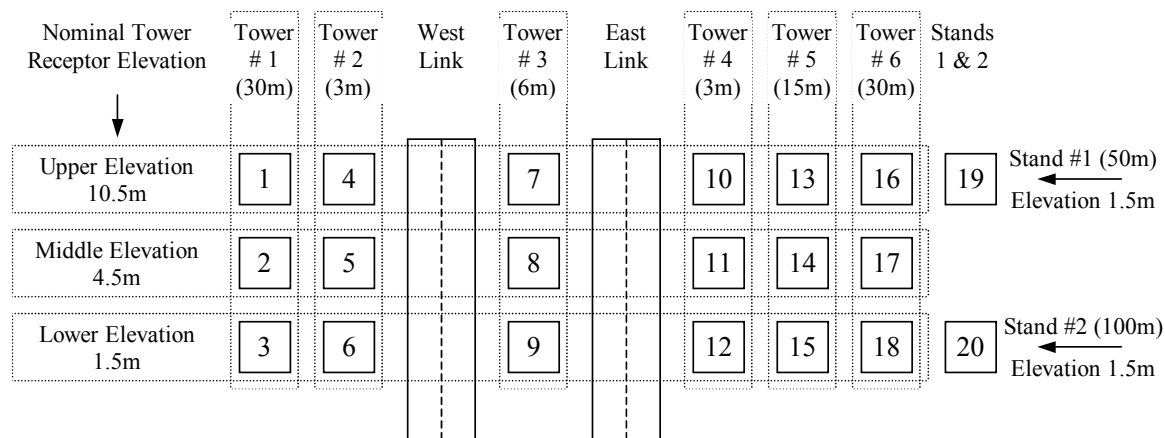 Nominal Tower
Receptor Elevation
Tower
# 1
(30m)
Tower
# 2
(3m)
West
Link
Tower
# 3
(6m)
East
Link
Tower
# 4
(3m)
Tower
# 5
(15m)
Tower
# 6
(30m)
Stands
1 & 2
Upper Elevation
10.5m
1
4
7
10
13
16
19
Stand #1 (50m)
Elevation 1.5m
Middle Elevation
4.5m
2
5
8
11
14
17
Lower Elevation
1.5m
3
6
9
12
15
18
20
Stand #2 (100m)
Elevation 1.5m